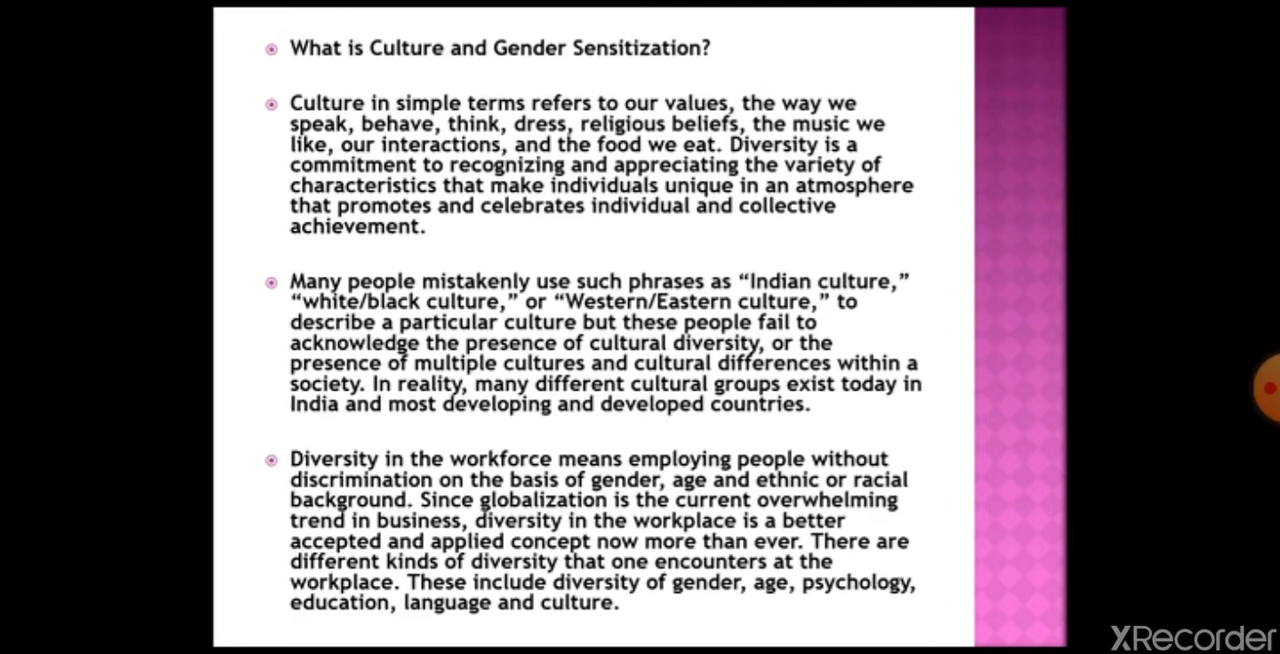 What is Culture and Gender Sensitization?
Culture in simple terms refers to our values, the way we
speak, behave, think, dress, religious beliefs, the music we
like, our interactions, and the food we eat. Diversity is a
commitment to recognizing and appreciating the variety of
characteristics that make individuals unique in an atmosphere
that promotes and celebrates individual and collective
achievement.
Many people mistakenly use such phrases as “Indian culture,”
“white/black culture,” or “Western/Eastern culture,” to
describe a particular culture but these people fail to
acknowledge the presence of cultural diversity, or the
presence of multiple cultures and cultural differences within a
society. In reality, many different cultural groups exist today in
India and most developing and developed countries.
Diversity in the workforce means employing people without
discrimination on the basis of gender, age and ethnic or racial
background. Since globalization is the current overwhelming
trend in business, diversity in the workplace is a better
accepted and applied concept now more than ever. There are
different kinds of diversity that one encounters at the
workplace. These include diversity of gender, age, psychology,
education, language and culture.
XRecorder